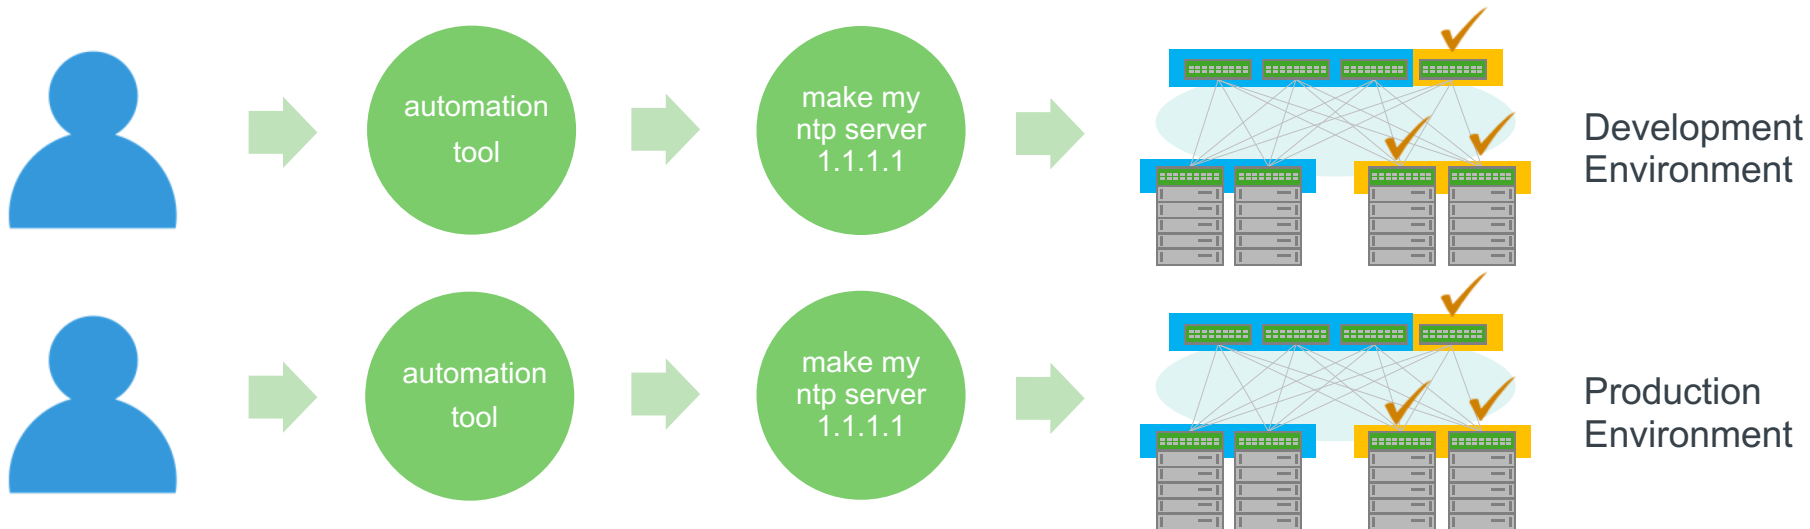 automation
tool
make my
ntp server
1.1.1.1
Development
Environment
automation
tool
make my
ntp server
1.1.1.1
Production
Environment